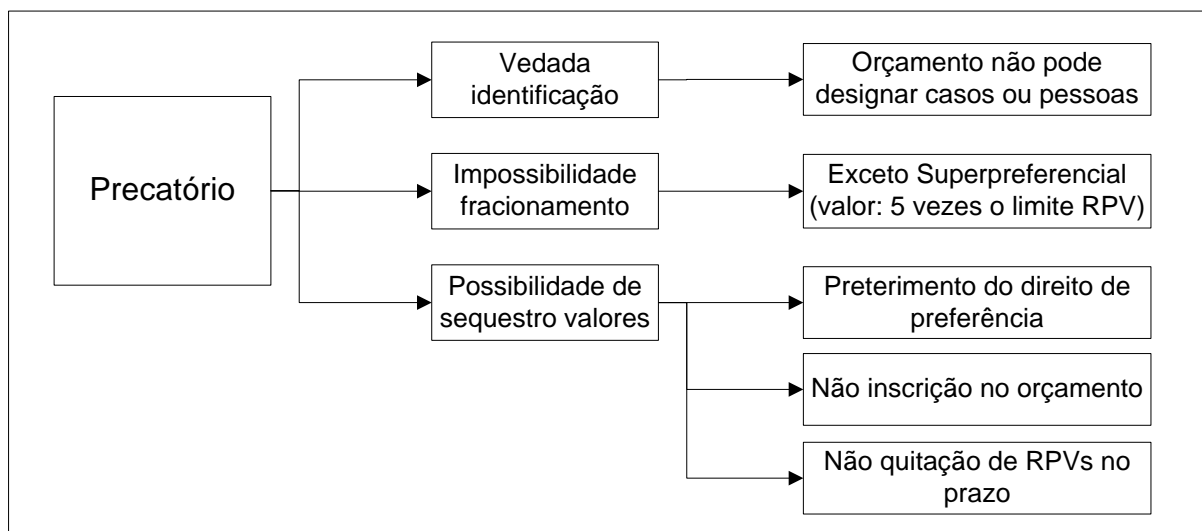 Precatório
Vedada
identificação
Orçamento não pode
designar casos ou pessoas
Impossibilidade
fracionamento
Exceto Superpreferencial
(valor: 5 vezes o limite RPV)
Possibilidade de
sequestro valores
Preterimento do direito de
preferência
Não inscrição no orçamento
Não quitação de RPVs no
prazo